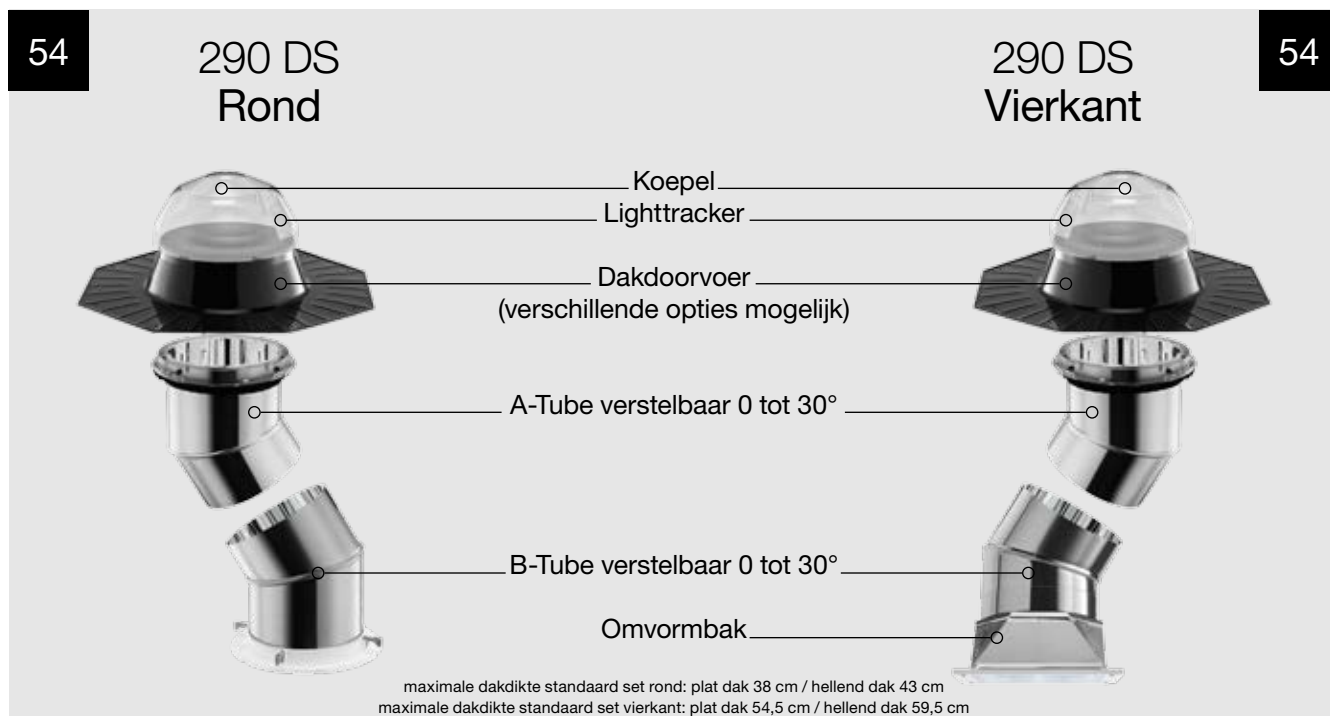 54
290 DS
Rond
290 DS
Vierkant
54
Koepel
Lighttracker
Dakdoorvoer
(verschillende opties mogelijk)
A-Tube verstelbaar 0 tot 30°
B-Tube verstelbaar 0 tot 30°
Omvormbak
maximale dakdikte standaard set rond: plat dak 38 cm / hellend dak 43 cm
maximale dakdikte standaard set vierkant: plat dak 54,5 cm / hellend dak 59,5 cm